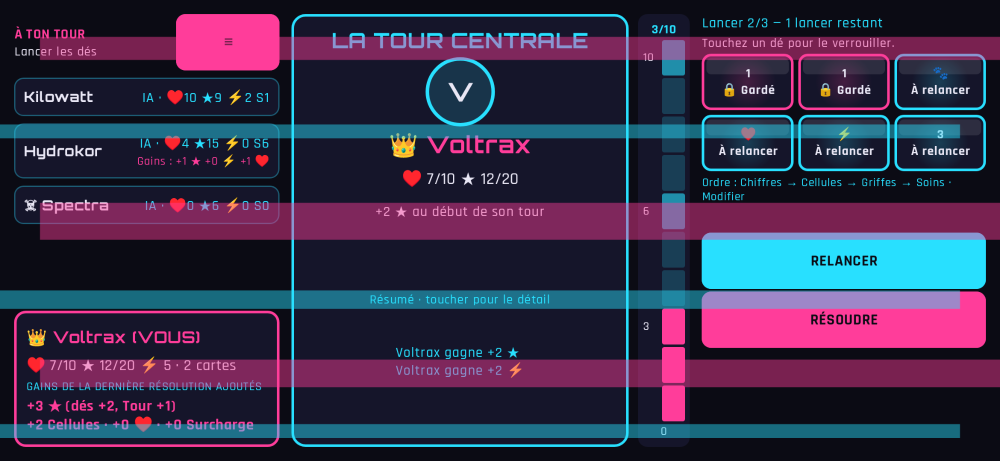 À TON TOUR
Lancer les dés
≡
Kilowatt
IA · ❤️10 ★9 ⚡2 S1
Hydrokor
IA · ❤️4 ★15 ⚡0 S6
Gains : +1 ★ +0 ⚡ +1 ❤️
☠ Spectra
IA · ❤️0 ★6 ⚡0 S0
👑 Voltrax (VOUS)
❤️ 7/10 ★ 12/20 ⚡ 5 · 2 cartes
GAINS DE LA DERNIÈRE RÉSOLUTION AJOUTÉS
+3 ★ (dés +2, Tour +1)
+2 Cellules · +0 ❤️ · +0 Surcharge
LA TOUR CENTRALE
V
👑 Voltrax
❤️ 7/10 ★ 12/20
+2 ★ au début de son tour
Résumé · toucher pour le détail
Voltrax gagne +2 ★
Voltrax gagne +2 ⚡
3/10
10
6
3
0
Lancer 2/3 — 1 lancer restant
Touchez un dé pour le verrouiller.
1
🔒 Gardé
1
🔒 Gardé
🐾
À relancer
❤️
À relancer
⚡
À relancer
3
À relancer
Ordre : Chiffres → Cellules → Griffes → Soins ·
Modifier
RELANCER
RÉSOUDRE